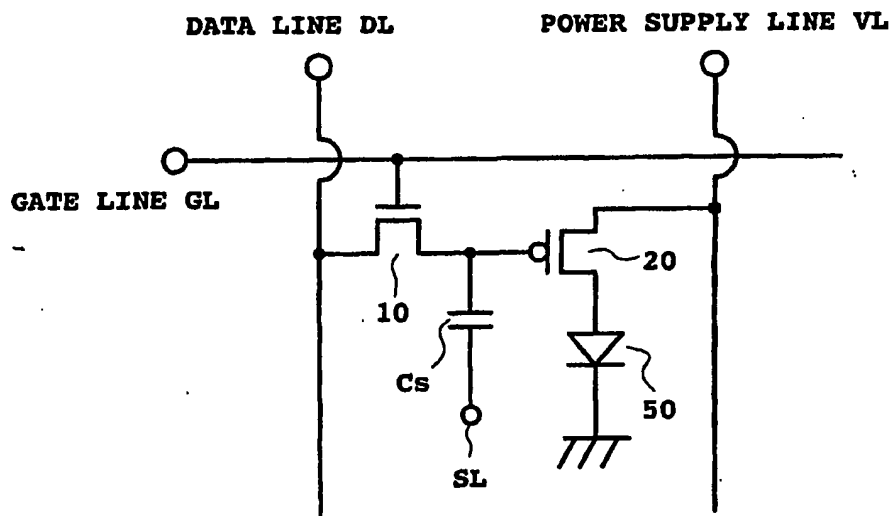 DATA LINE DL
POWER SUPPLY LINE VL
GATE LINE GL
10
20
Cs
50
SL